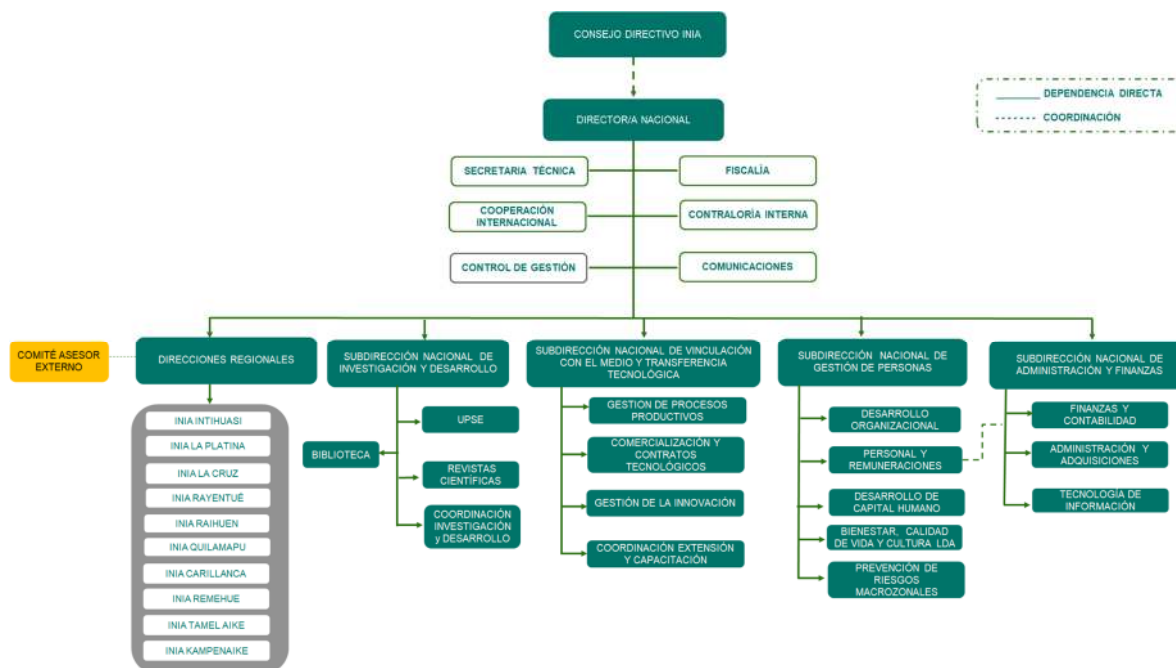 CONSEJO DIRECTIVO INIA
DEPENDENCIA DIRECTA
COORDINACIÓN
DIRECTOR/A NACIONAL
SECRETARIA TÉCNICA
FISCALÌA
COOPERACIÓN
INTERNACIONAL
CONTRALORÍA INTERNA
CONTROL DE GESTIÓN
COMUNICACIONES
COMITÉ ASESOR
EXTERNO
DIRECCIONES REGIONALES
INIA INTIHUASI
INIA LA PLATINA
INIA LA CRUZ
INIA RAYENTUÉ
INIA RAIHUEN
INIA QUILAMAPU
INIA CARILLANCA
INIA REMEHUE
INIA TAMEL AIKE
INIA KAMPENAIKE
SUBDIRECCIÓN NACIONAL DE
INVESTIGACIÓN Y DESARROLLO
UPSE
BIBLIOTECA
REVISTAS
CIENTÍFICAS
COORDINACIÓN
INVESTIGACIÓN
y DESARROLLO
SUBDIRECCIÓN NACIONAL DE VINCULACIÓN
CON EL MEDIO Y TRANSFERENCIA
TECNOLÓGICA
GESTION DE PROCESOS
PRODUCTIVOS
COMERCIALIZACIÓN Y
CONTRATOS
TECNOLÓGICOS
GESTIÓN DE LA INNOVACIÓN
COORDINACIÓN EXTENSIÓN
Y CAPACITACIÓN
SUBDIRECCIÓN NACIONAL DE
GESTIÓN DE PERSONAS
DESARROLLO
ORGANIZACIONAL
PERSONAL Y
REMUNERACIONES
DESARROLLO DE
CAPITAL HUMANO
BIENESTAR, CALIDAD
DE VIDA Y CULTURA LDA
PREVENCIÓN DE
RIESGOS
MACROZONALES
SUBDIRECCIÓN NACIONAL DE
ADMINISTRACIÓN Y FINANZAS
FINANZAS Y
CONTABILIDAD
ADMINISTRACIÓN Y
ADQUISICIONES
TECNOLOGÍA DE
INFORMACIÓN